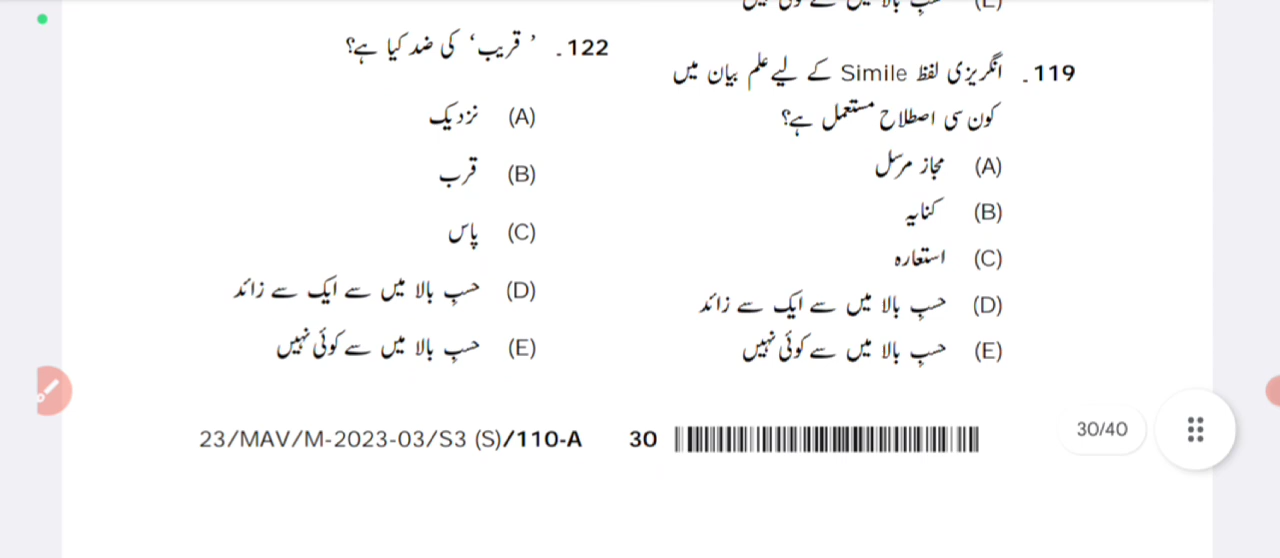 119. انگریزی لفظ Simile کے لیے علم بیان میں
کون سی اصطلاح مستعمل ہے؟
(A) مجاز مرسل
(B) کنایہ
(C) استعارہ
(D) حسبِ بالا میں سے ایک سے زائد
(E) حسبِ بالا میں سے کوئی نہیں
122. ’قریب‘ کی ضد کیا ہے؟
(A) نزدیک
(B) قرب
(C) پاس
(D) حسبِ بالا میں سے ایک سے زائد
(E) حسبِ بالا میں سے کوئی نہیں
23/MAV/M-2023-03/S3 (S)/110-A 30
30/40